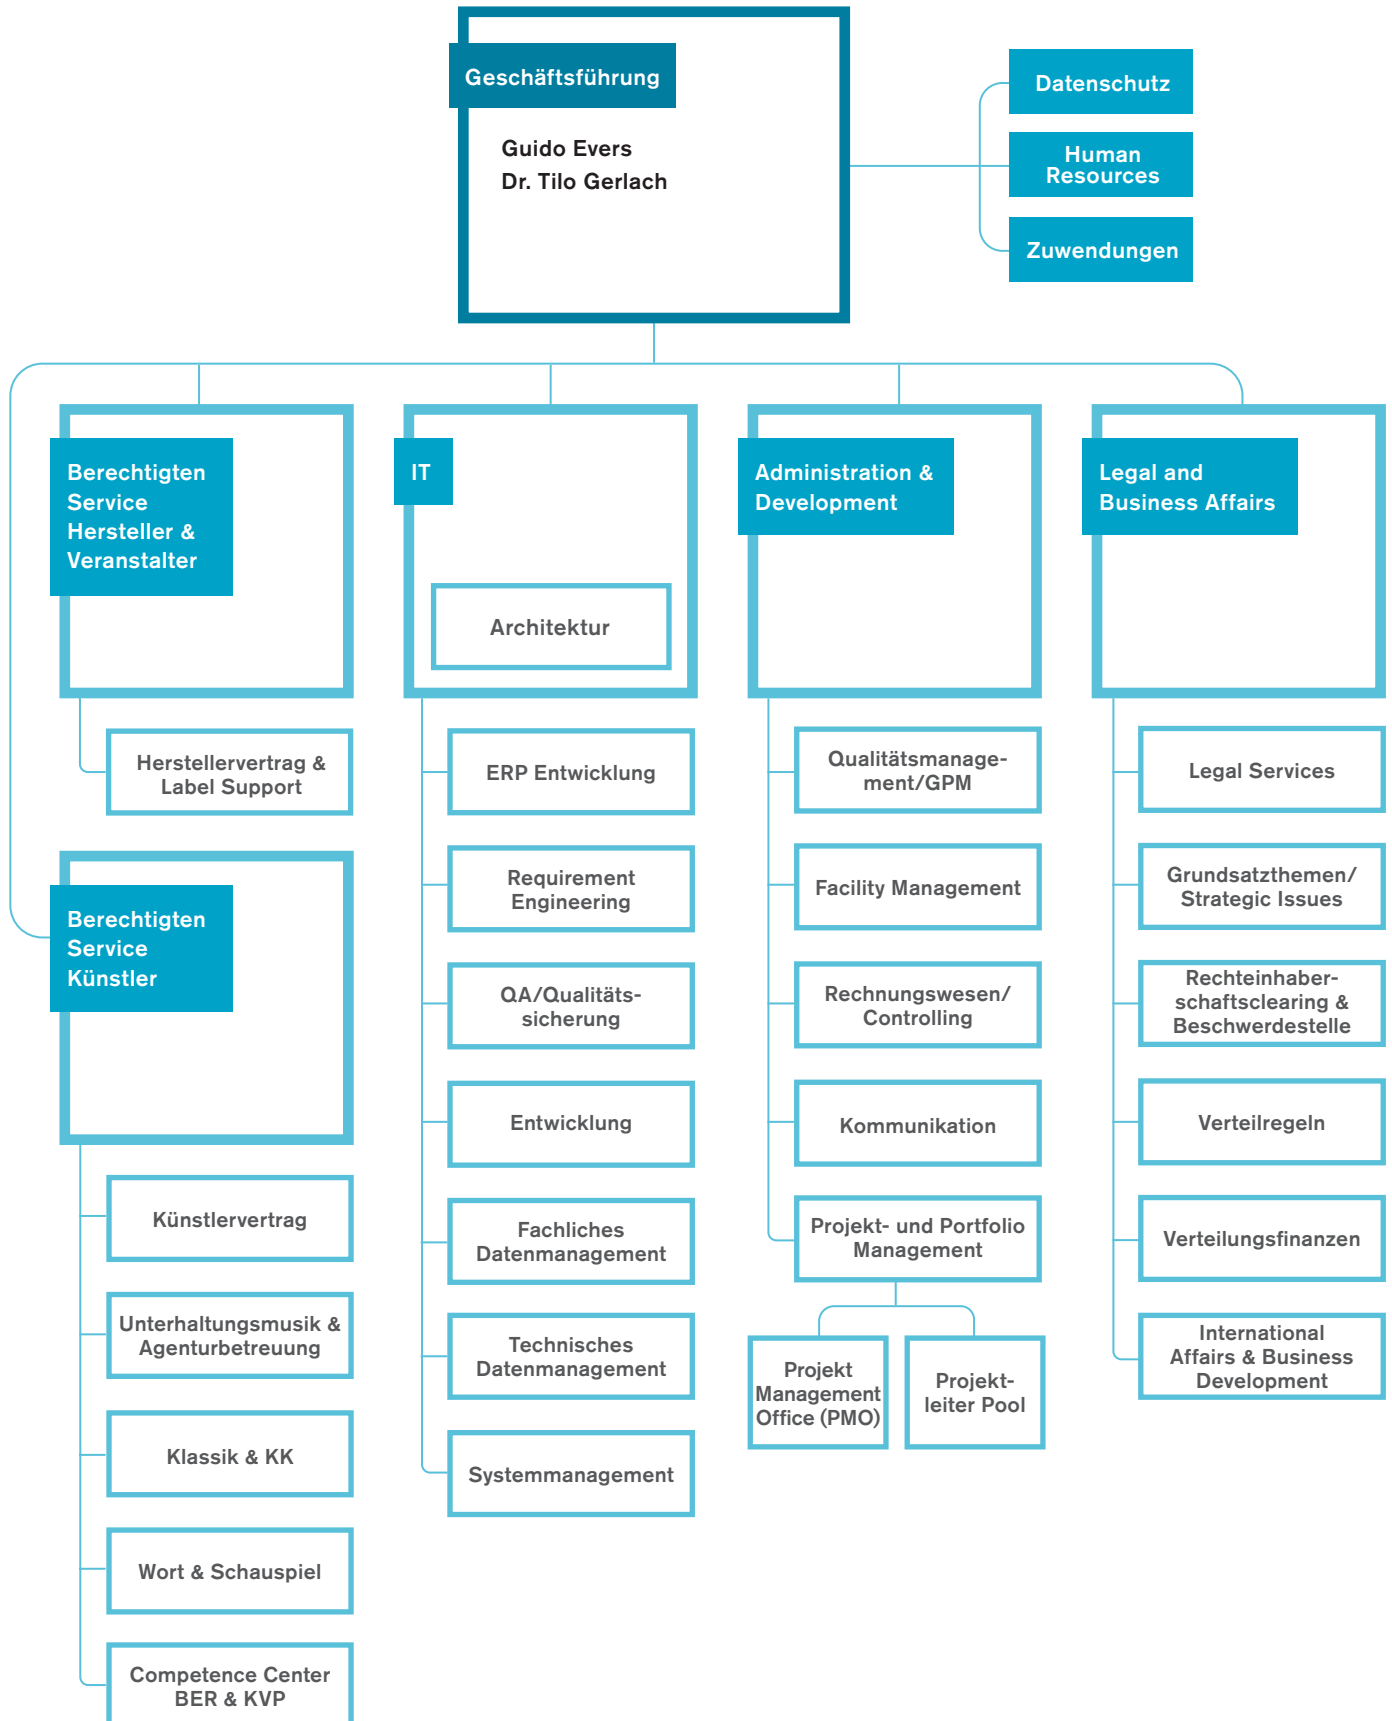 Geschäftsführung
Guido Evers
Dr. Tilo Gerlach
Datenschutz
Human
Resources
Zuwendungen
Berechtigten
Service
Hersteller &
Veranstalter
Herstellervertrag &
Label Support
Berechtigten
Service
Künstler
Künstlervertrag
Unterhaltungsmusik &
Agenturbetreuung
Klassik & KK
Wort & Schauspiel
Competence Center
BER & KVP
IT
Architektur
ERP Entwicklung
Requirement
Engineering
QA/Qualitäts-
sicherung
Entwicklung
Fachliches
Datenmanagement
Technisches
Datenmanagement
Systemmanagement
Administration &
Development
Qualitätsmanage-
ment/GPM
Facility Management
Rechnungswesen/
Controlling
Kommunikation
Projekt- und Portfolio
Management
Projekt
Management
Office (PMO)
Projekt-
leiter Pool
Legal and
Business Affairs
Legal Services
Grundsatzthemen/
Strategic Issues
Rechteinhaber-
schaftsclearing &
Beschwerdestelle
Verteilregeln
Verteilungsfinanzen
International
Affairs & Business
Development